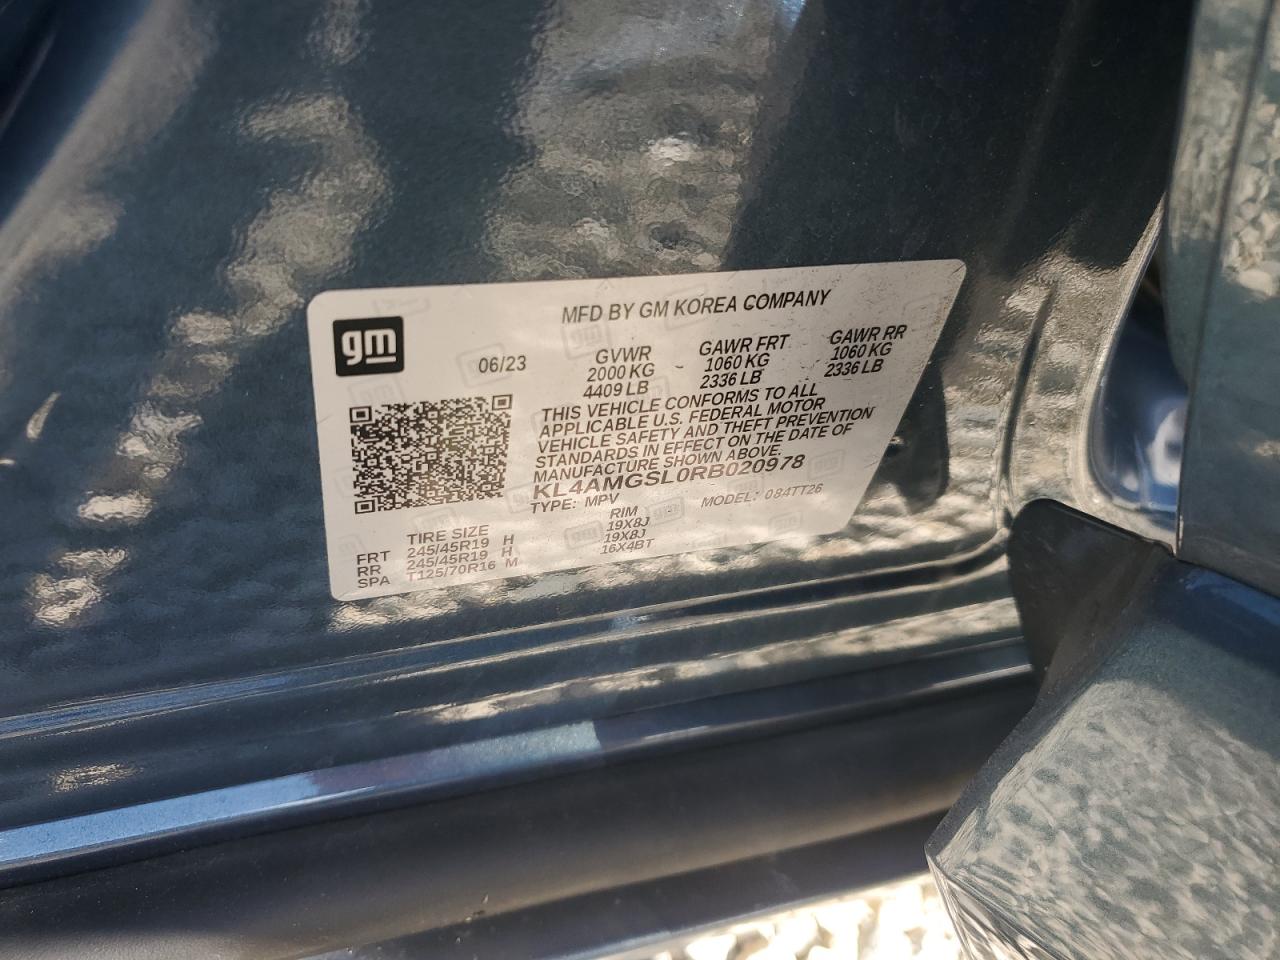 MFD BY GM KOREA COMPANY
gm
06/23
GVWR GAWR FRT GAWR RR
2000 KG 1060 KG 1060 KG
4409 LB 2336 LB 2336 LB
THIS VEHICLE CONFORMS TO ALL
APPLICABLE U.S. FEDERAL MOTOR
VEHICLE SAFETY AND THEFT PREVENTION
STANDARDS IN EFFECT ON THE DATE OF
MANUFACTURE SHOWN ABOVE.
KL4AMGSL0RB020978
TYPE: MPV MODEL: 084TT26
TIRE SIZE RIM
FRT 245/45R19 H 19X8J
RR 245/45R19 H 19X8J
SPA T125/70R16 M 16X4BT